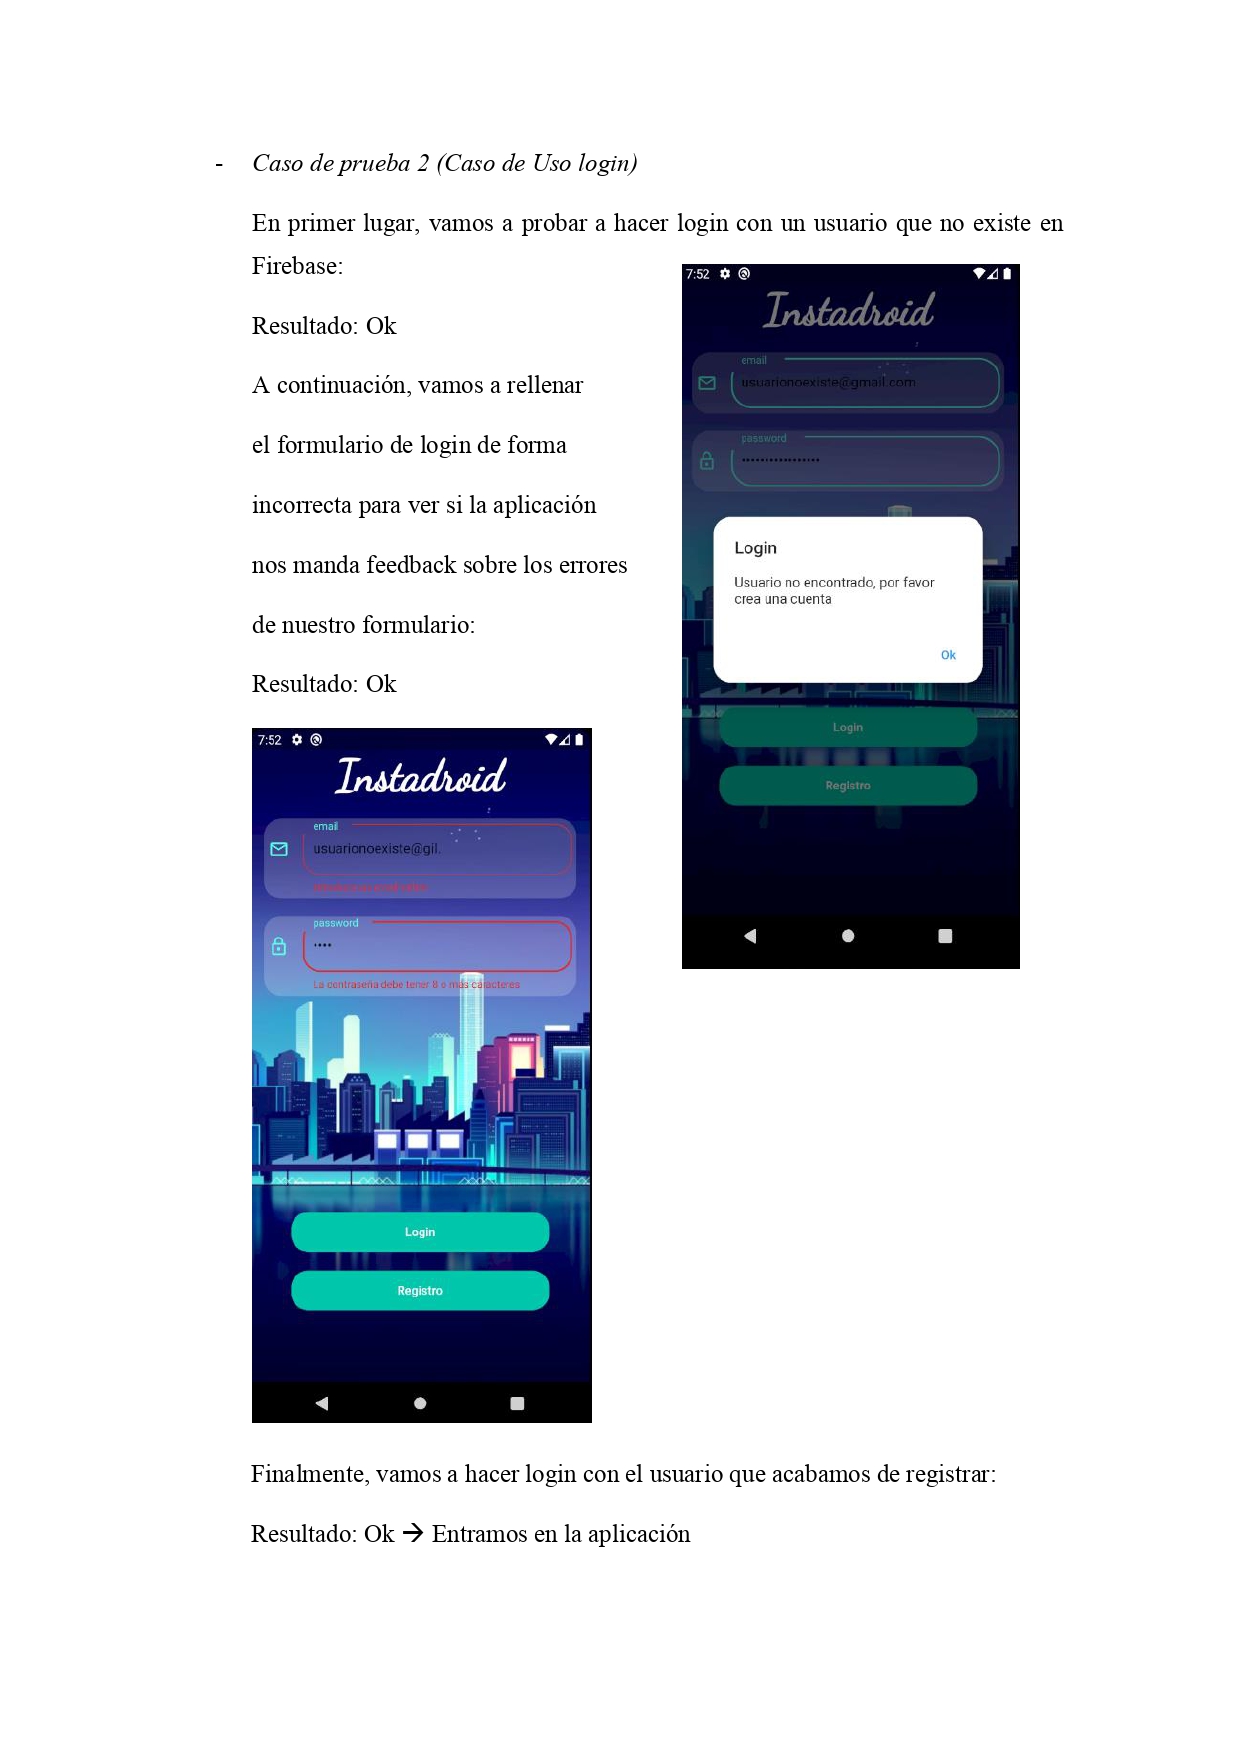 - Caso de prueba 2 (Caso de Uso login)
En primer lugar, vamos a probar a hacer login con un usuario que no existe en
Firebase:
Resultado: Ok
A continuación, vamos a rellenar
el formulario de login de forma
incorrecta para ver si la aplicación
nos manda feedback sobre los errores
de nuestro formulario:
Resultado: Ok
7:52
Instadroid
email
usuarionoexiste@gmail.com
password
Login
Usuario no encontrado, por favor
crea una cuenta
Ok
Login
Registro
7:52
Instadroid
email
usuarionoexiste@gil.
password
La contraseña debe tener 8 o más caracteres
Login
Registro
Finalmente, vamos a hacer login con el usuario que acabamos de registrar:
Resultado: Ok → Entramos en la aplicación